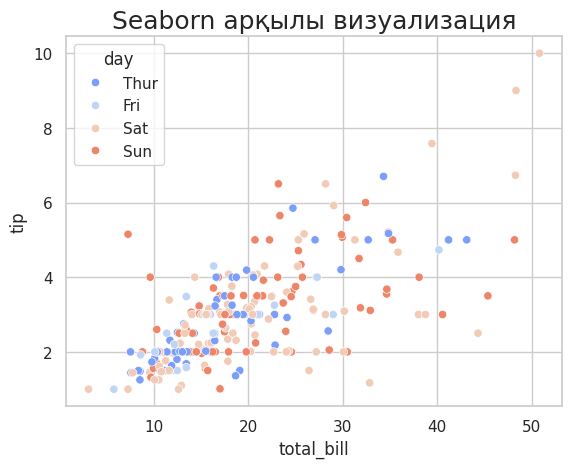 Seaborn арқылы визуализация
day
Thur
Fri
Sat
Sun
10
8
6
4
2
tip
10
20
30
40
50
total_bill